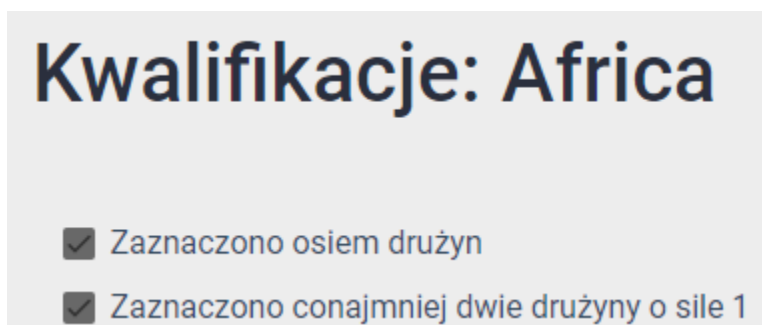 Kwalifikacje: Africa
Zaznaczono osiem drużyn
Zaznaczono conajmniej dwie drużyny o sile 1